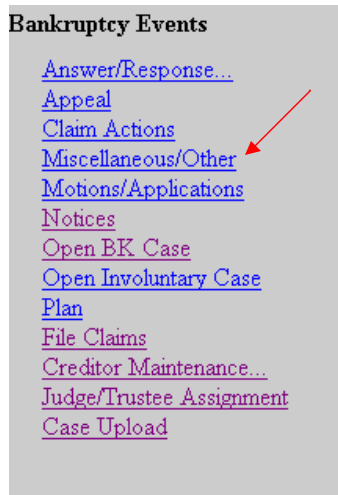 Bankruptcy Events
Answer/Response...
Appeal
Claim Actions
Miscellaneous/Other
Motions/Applications
Notices
Open BK Case
Open Involuntary Case
Plan
File Claims
Creditor Maintenance...
Judge/Trustee Assignment
Case Upload